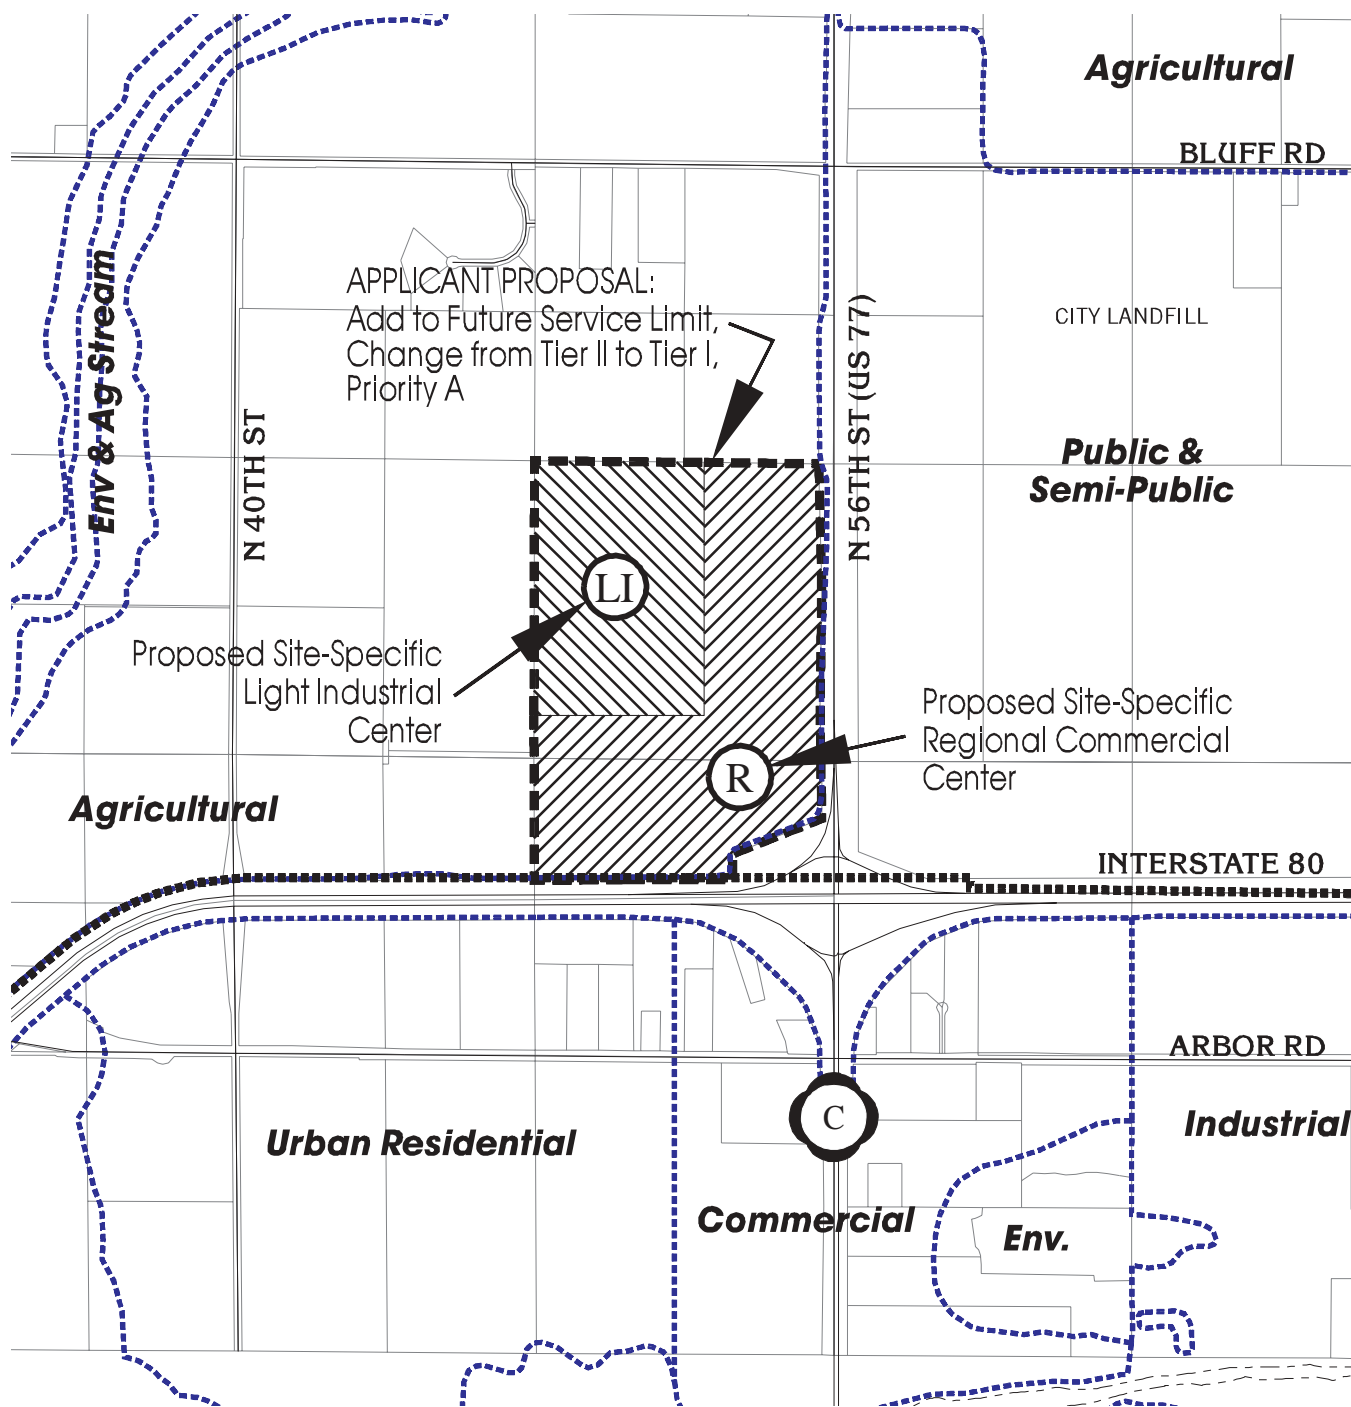 Agricultural
BLUFF RD
APPLICANT PROPOSAL:
Add to Future Service Limit,
Change from Tier II to Tier I,
Priority A
CITY LANDFILL
Env & Ag Stream
N 40TH ST
N 56TH ST (US 77)
Public &
Semi-Public
LI
Proposed Site-Specific
Light Industrial
Center
Proposed Site-Specific
Regional Commercial
Center
R
Agricultural
INTERSTATE 80
ARBOR RD
C
Industrial
Urban Residential
Commercial
Env.